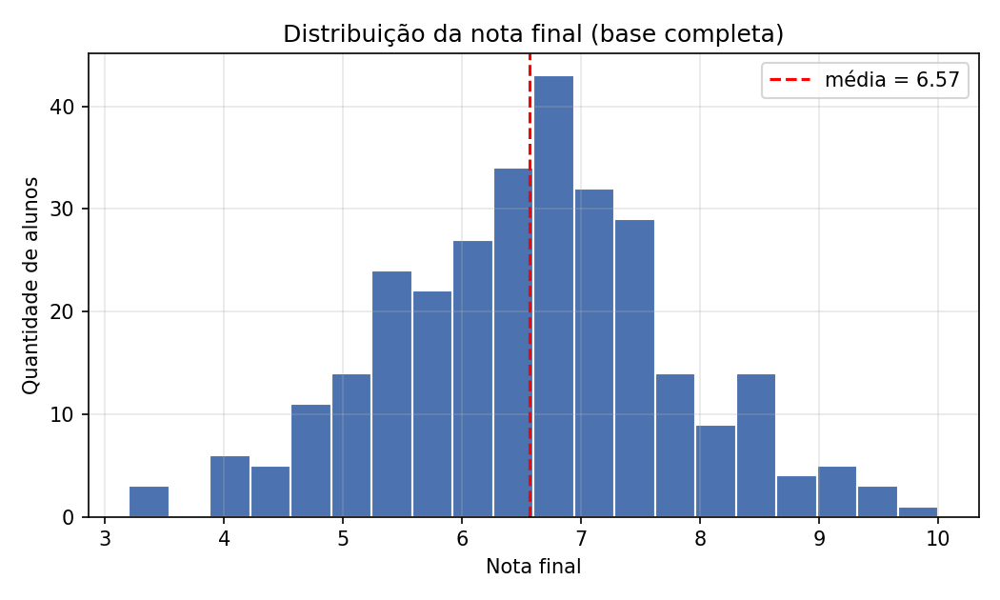 Distribuição da nota final (base completa)
média = 6.57
Quantidade de alunos
40
30
20
10
0
3 4 5 6 7 8 9 10
Nota final